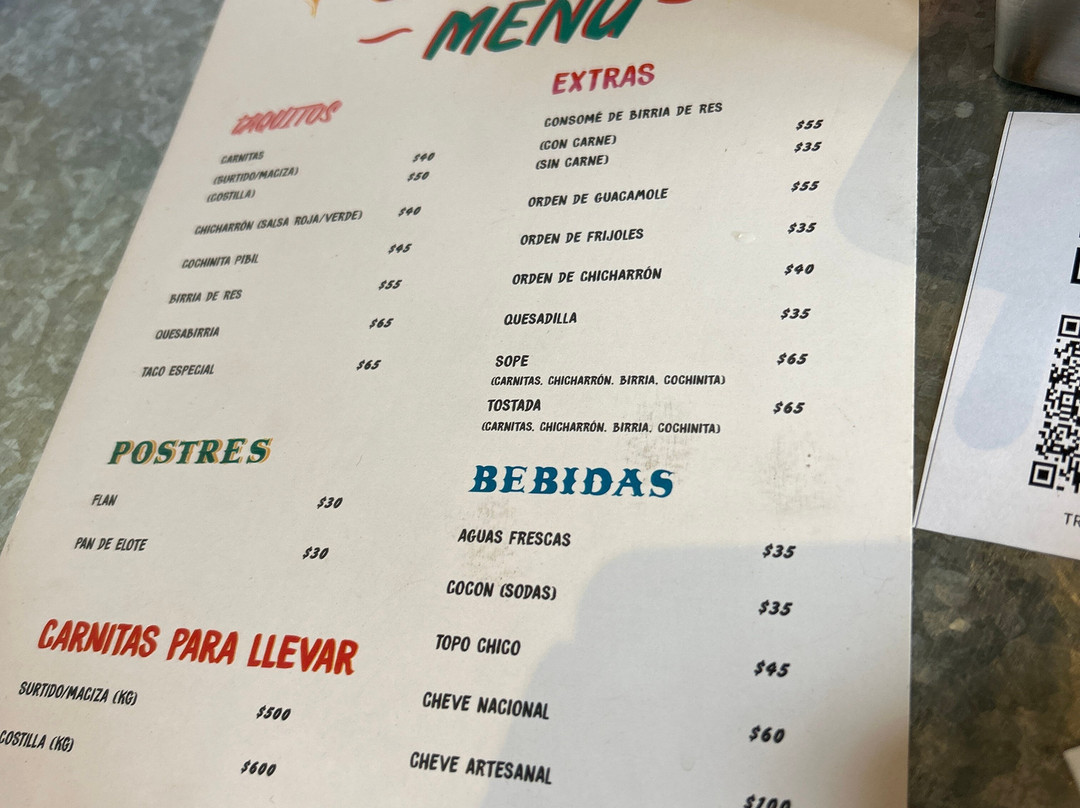 MENÚ
TAQUITOS
CARNITAS
(SURTIDO/MACIZA) $40
(COSTILLA) $50
CHICHARRÓN (SALSA ROJA/VERDE) $40
COCHINITA PIBIL $45
BIRRIA DE RES $55
QUESABIRRIA $65
TACO ESPECIAL $65
POSTRES
FLAN $30
PAN DE ELOTE $30
CARNITAS PARA LLEVAR
SURTIDO/MACIZA (KG) $500
COSTILLA (KG) $600
EXTRAS
CONSOMÉ DE BIRRIA DE RES
(CON CARNE) $55
(SIN CARNE) $35
ORDEN DE GUACAMOLE $55
ORDEN DE FRIJOLES $35
ORDEN DE CHICHARRÓN $40
QUESADILLA $35
SOPE $65
(CARNITAS, CHICHARRÓN, BIRRIA, COCHINITA)
TOSTADA $65
(CARNITAS, CHICHARRÓN, BIRRIA, COCHINITA)
BEBIDAS
AGUAS FRESCAS $35
COCON (SODAS) $35
TOPO CHICO $45
CHEVE NACIONAL $60
CHEVE ARTESANAL $100
TR